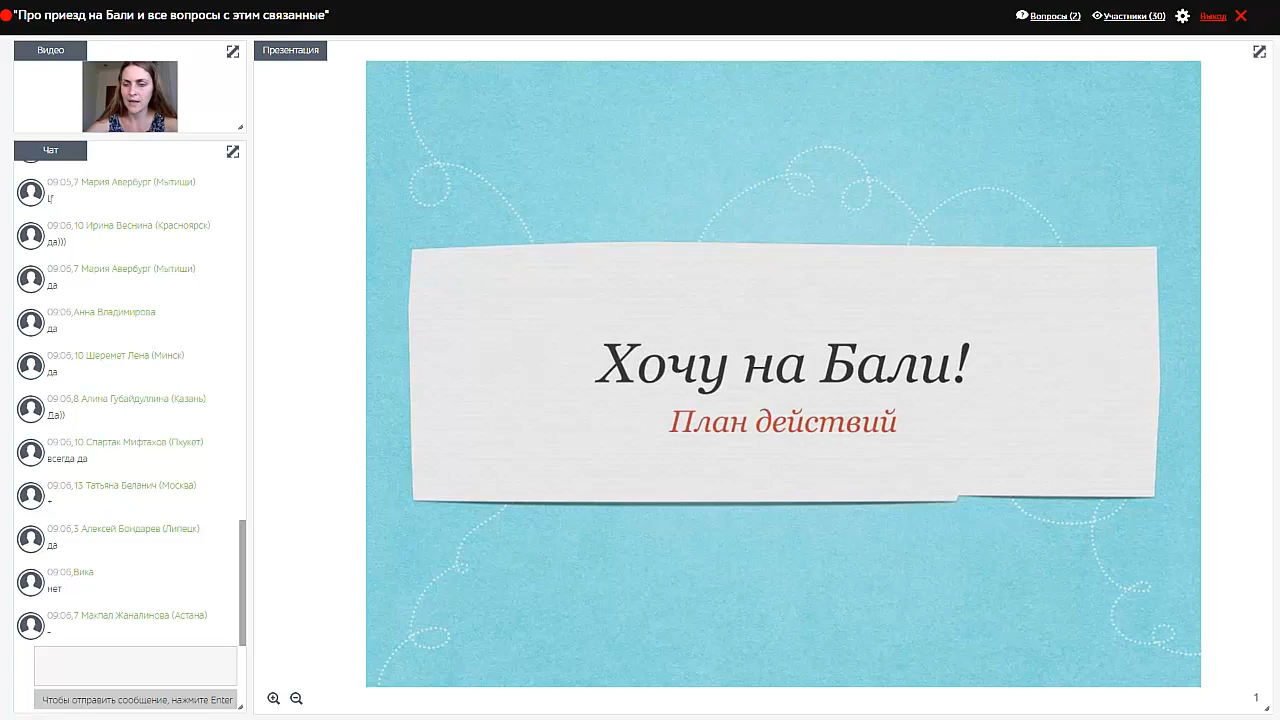 "Про приезд на Бали и все вопросы с этим связанные"
Вопросы (2)
Участники (30)
Выход
Видео
Презентация
Чат
09:05,7 Мария Авербург (Мытищи)
09:06,10 Ирина Веснина (Красноярск)
да)))
09:06,7 Мария Авербург (Мытищи)
да
09:06,Анна Владимирова
да
09:06,10 Шеремет Лена (Минск)
да
09:06,8 Алина Губайдуллина (Казань)
Да))
09:06,10 Спартак Мифтахов (Пхукет)
всегда да
09:06,13 Татьяна Беланич (Москва)
-
09:06,3 Алексей Бондарев (Липецк)
да
09:06,Вика
нет
09:06,7 Макпал Жаналинова (Астана)
-
Чтобы отправить сообщение, нажмите Enter
Хочу на Бали!
План действий
1